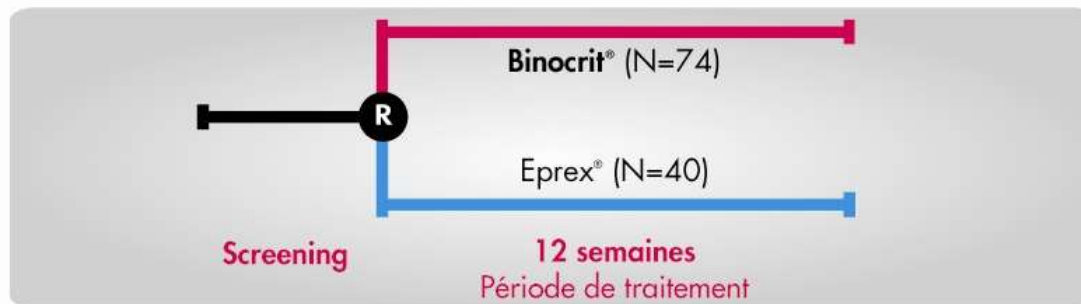 Binocrit® (N=74)
R
Eprex® (N=40)
Screening
12 semaines
Période de traitement